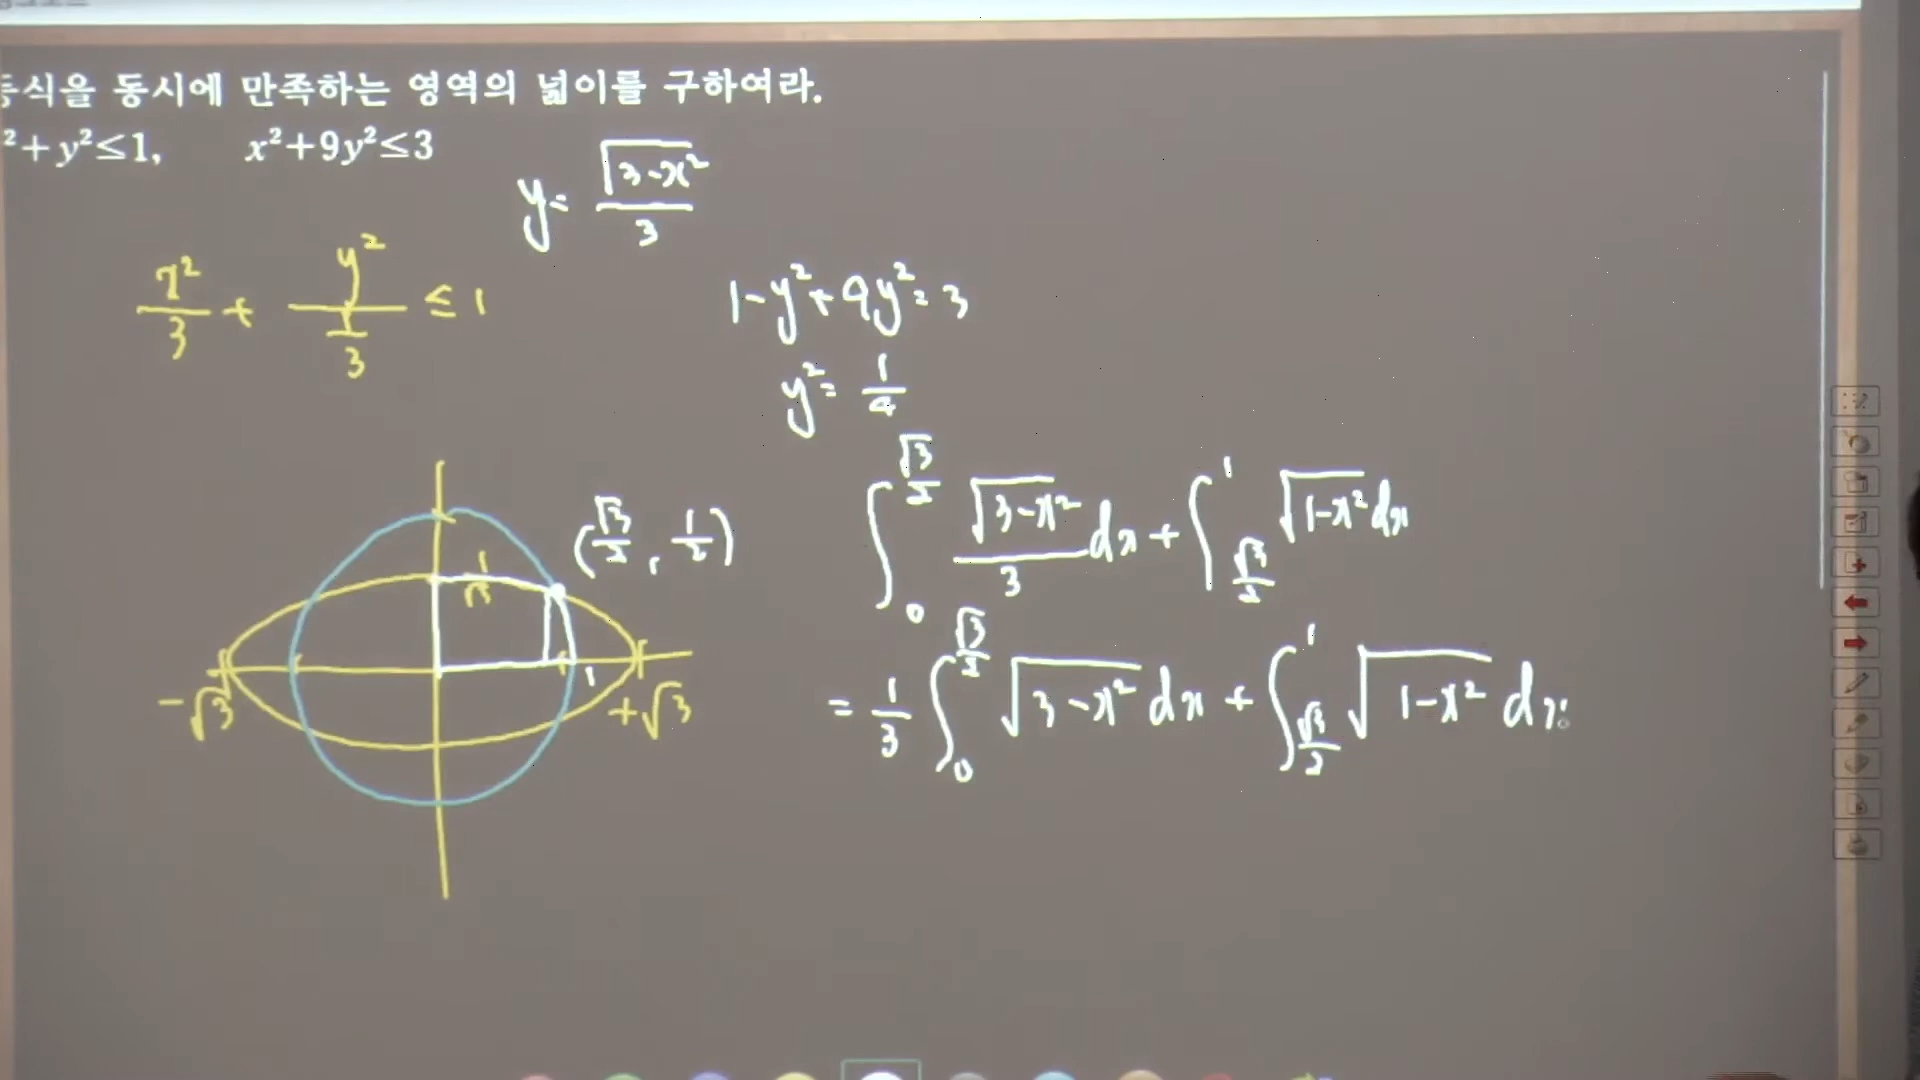 등식을 동시에 만족하는 영역의 넓이를 구하여라.
²+y²≤1, x²+9y²≤3
y=√(3-x²)/3
x²/3 + y²/(1/3) ≤ 1
1-y²+9y²=3
y²=1/4
∫₀^(√3/2) √(3-x²)/3 dx + ∫_(√3/2)^1 √(1-x²) dx
= 1/3 ∫₀^(√3/2) √(3-x²) dx + ∫_(√3/2)^1 √(1-x²) dx
(√3/2, 1/2)
1/√3
1
-√3
+√3